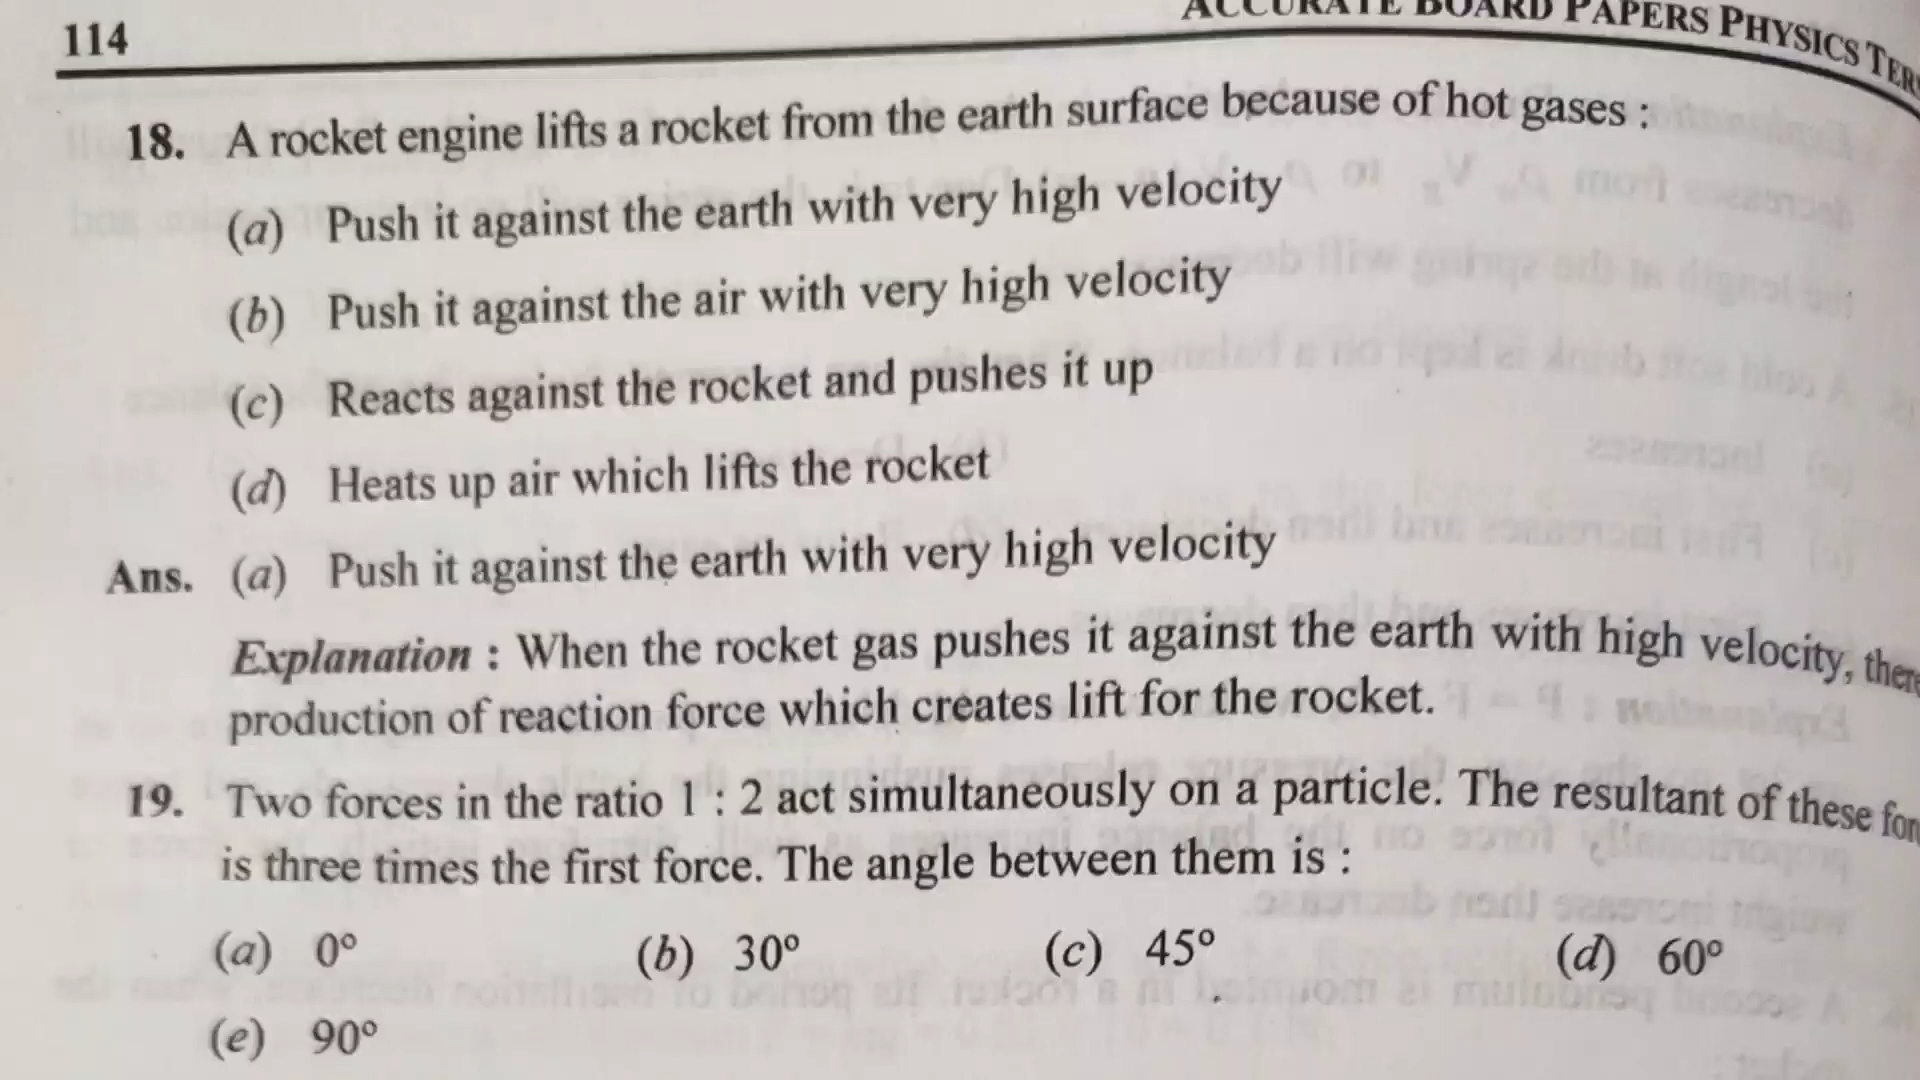 114
ACCURATE BOARD PAPERS PHYSICS
18. A rocket engine lifts a rocket from the earth surface because of hot gases :
(a) Push it against the earth with very high velocity
(b) Push it against the air with very high velocity
(c) Reacts against the rocket and pushes it up
(d) Heats up air which lifts the rocket
Ans. (a) Push it against the earth with very high velocity
Explanation : When the rocket gas pushes it against the earth with high velocity,
production of reaction force which creates lift for the rocket.
19. Two forces in the ratio 1 : 2 act simultaneously on a particle. The resultant of these
is three times the first force. The angle between them is :
(a) 0° (b) 30° (c) 45° (d) 60°
(e) 90°